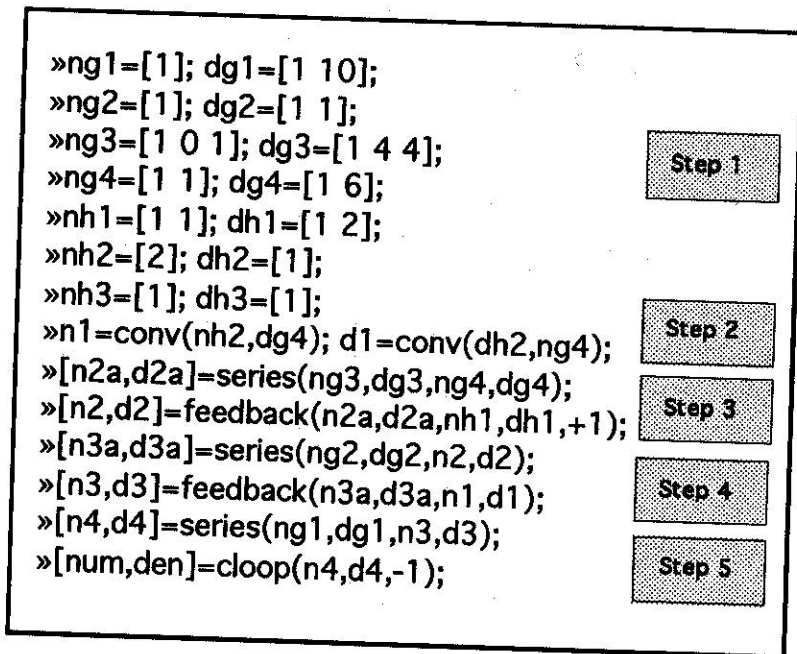 »ng1=[1]; dg1=[1 10];
»ng2=[1]; dg2=[1 1];
»ng3=[1 0 1]; dg3=[1 4 4];
Step 1
»ng4=[1 1]; dg4=[1 6];
»nh1=[1 1]; dh1=[1 2];
»nh2=[2]; dh2=[1];
»nh3=[1]; dh3=[1];
»n1=conv(nh2,dg4); d1=conv(dh2,ng4);
Step 2
»[n2a,d2a]=series(ng3,dg3,ng4,dg4);
»[n2,d2]=feedback(n2a,d2a,nh1,dh1,+1);
Step 3
»[n3a,d3a]=series(ng2,dg2,n2,d2);
»[n3,d3]=feedback(n3a,d3a,n1,d1);
Step 4
»[n4,d4]=series(ng1,dg1,n3,d3);
»[num,den]=cloop(n4,d4,-1);
Step 5